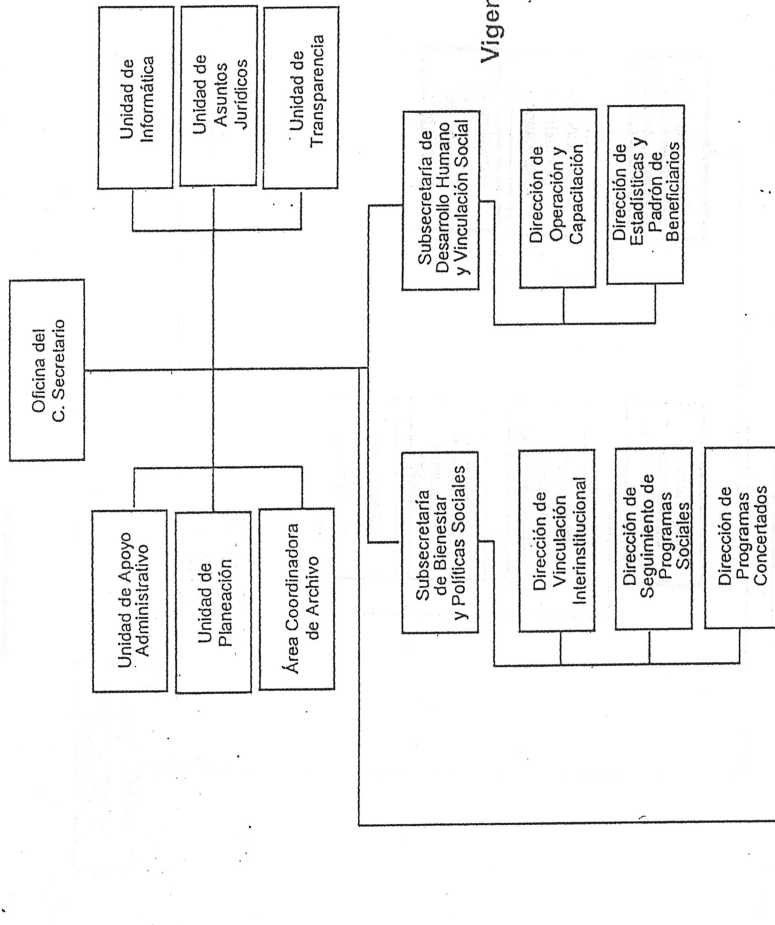 Oficina del
C. Secretario
Unidad de Apoyo
Administrativo
Unidad de
Planeación
Área Coordinadora
de Archivo
Unidad de
Informática
Unidad de
Asuntos
Jurídicos
Unidad de
Transparencia
Subsecretaría
de Bienestar
y Políticas Sociales
Dirección de
Vinculación
Interinstitucional
Dirección de
Seguimiento de
Programas
Sociales
Dirección de
Programas
Concertados
Subsecretaría de
Desarrollo Humano
y Vinculación Social
Dirección de
Operación y
Capacitación
Dirección de
Estadísticas y
Padrón de
Beneficiarios